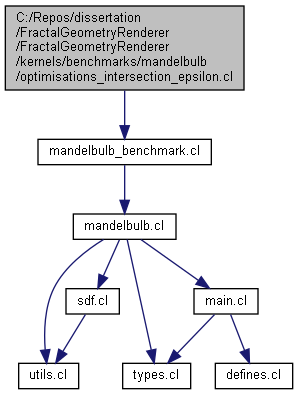 C:/Repos/dissertation
/FractalGeometryRenderer
/FractalGeometryRenderer
/kernels/benchmarks/mandelbulb
/optimisations_intersection_epsilon.cl
mandelbulb_benchmark.cl
mandelbulb.cl
sdf.cl
main.cl
utils.cl
types.cl
defines.cl